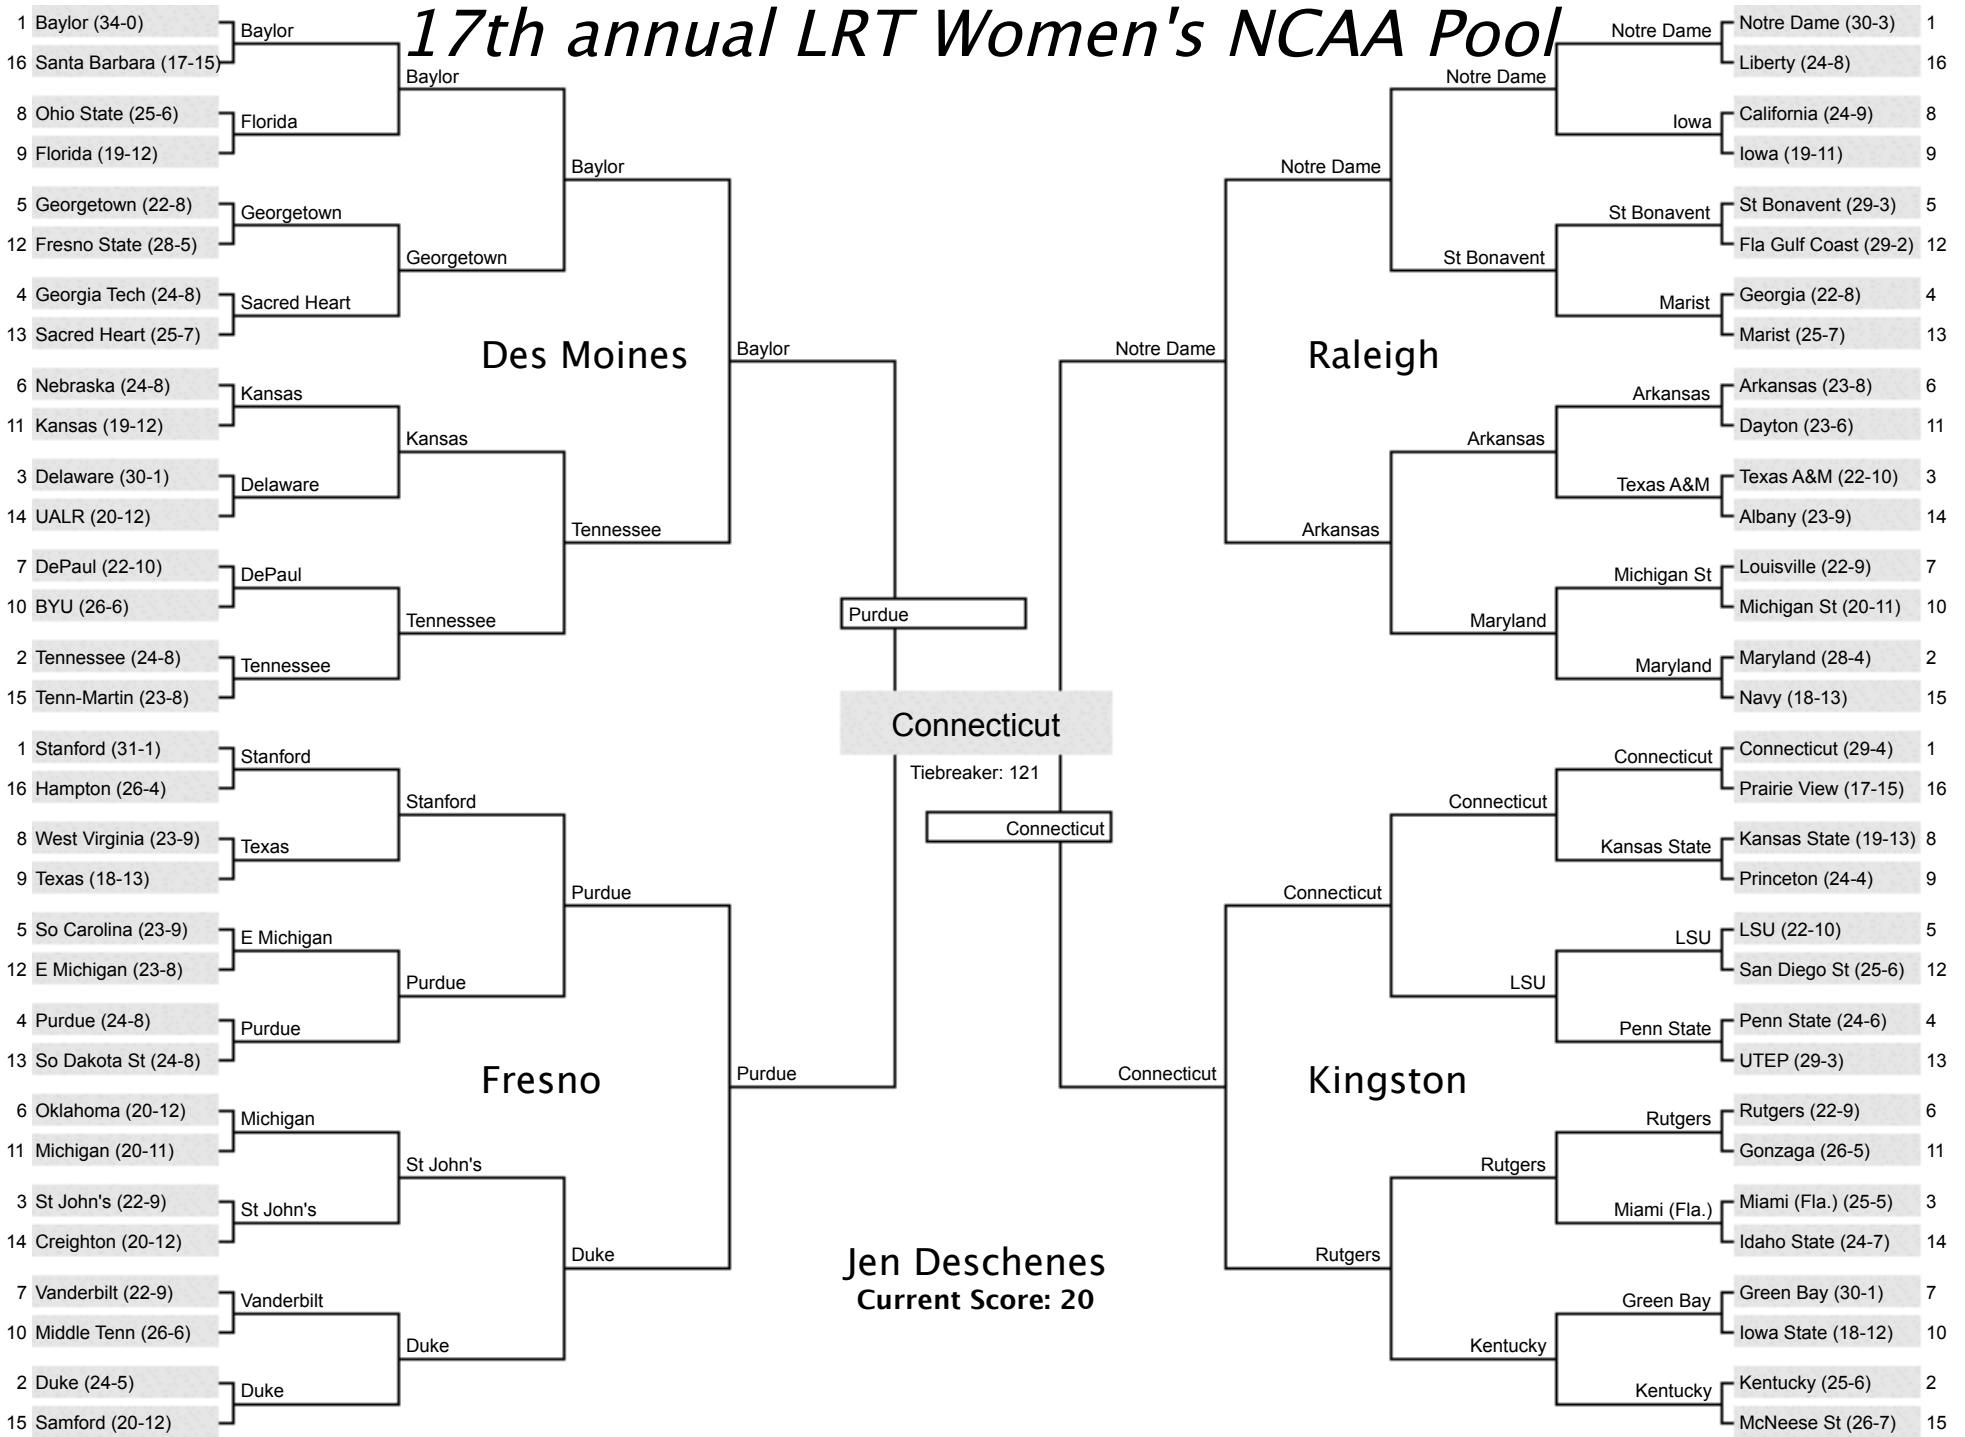 17th annual LRT Women's NCAA Pool
1 Baylor (34-0)
16 Santa Barbara (17-15)
8 Ohio State (25-6)
9 Florida (19-12)
5 Georgetown (22-8)
12 Fresno State (28-5)
4 Georgia Tech (24-8)
13 Sacred Heart (25-7)
6 Nebraska (24-8)
11 Kansas (19-12)
3 Delaware (30-1)
14 UALR (20-12)
7 DePaul (22-10)
10 BYU (26-6)
2 Tennessee (24-8)
15 Tenn-Martin (23-8)
Baylor
Florida
Georgetown
Sacred Heart
Kansas
Delaware
DePaul
Tennessee
Baylor
Georgetown
Kansas
Tennessee
Baylor
Tennessee
Des Moines
Baylor
1 Stanford (31-1)
16 Hampton (26-4)
8 West Virginia (23-9)
9 Texas (18-13)
5 So Carolina (23-9)
12 E Michigan (23-8)
4 Purdue (24-8)
13 So Dakota St (24-8)
6 Oklahoma (20-12)
11 Michigan (20-11)
3 St John's (22-9)
14 Creighton (20-12)
7 Vanderbilt (22-9)
10 Middle Tenn (26-6)
2 Duke (24-5)
15 Samford (20-12)
Stanford
Texas
E Michigan
Purdue
Michigan
St John's
Vanderbilt
Duke
Stanford
Purdue
St John's
Duke
Purdue
Duke
Fresno
Purdue
Purdue
Connecticut
Tiebreaker: 121
Connecticut
Jen Deschenes
Current Score: 20
Notre Dame (30-3) 1
Liberty (24-8) 16
California (24-9) 8
Iowa (19-11) 9
St Bonavent (29-3) 5
Fla Gulf Coast (29-2) 12
Georgia (22-8) 4
Marist (25-7) 13
Arkansas (23-8) 6
Dayton (23-6) 11
Texas A&M (22-10) 3
Albany (23-9) 14
Louisville (22-9) 7
Michigan St (20-11) 10
Maryland (28-4) 2
Navy (18-13) 15
Notre Dame
Iowa
St Bonavent
Marist
Arkansas
Texas A&M
Michigan St
Maryland
Notre Dame
St Bonavent
Arkansas
Maryland
Notre Dame
Arkansas
Raleigh
Notre Dame
Connecticut (29-4) 1
Prairie View (17-15) 16
Kansas State (19-13) 8
Princeton (24-4) 9
LSU (22-10) 5
San Diego St (25-6) 12
Penn State (24-6) 4
UTEP (29-3) 13
Rutgers (22-9) 6
Gonzaga (26-5) 11
Miami (Fla.) (25-5) 3
Idaho State (24-7) 14
Green Bay (30-1) 7
Iowa State (18-12) 10
Kentucky (25-6) 2
McNeese St (26-7) 15
Connecticut
Kansas State
LSU
Penn State
Rutgers
Miami (Fla.)
Green Bay
Kentucky
Connecticut
LSU
Rutgers
Kentucky
Connecticut
Rutgers
Kingston
Connecticut